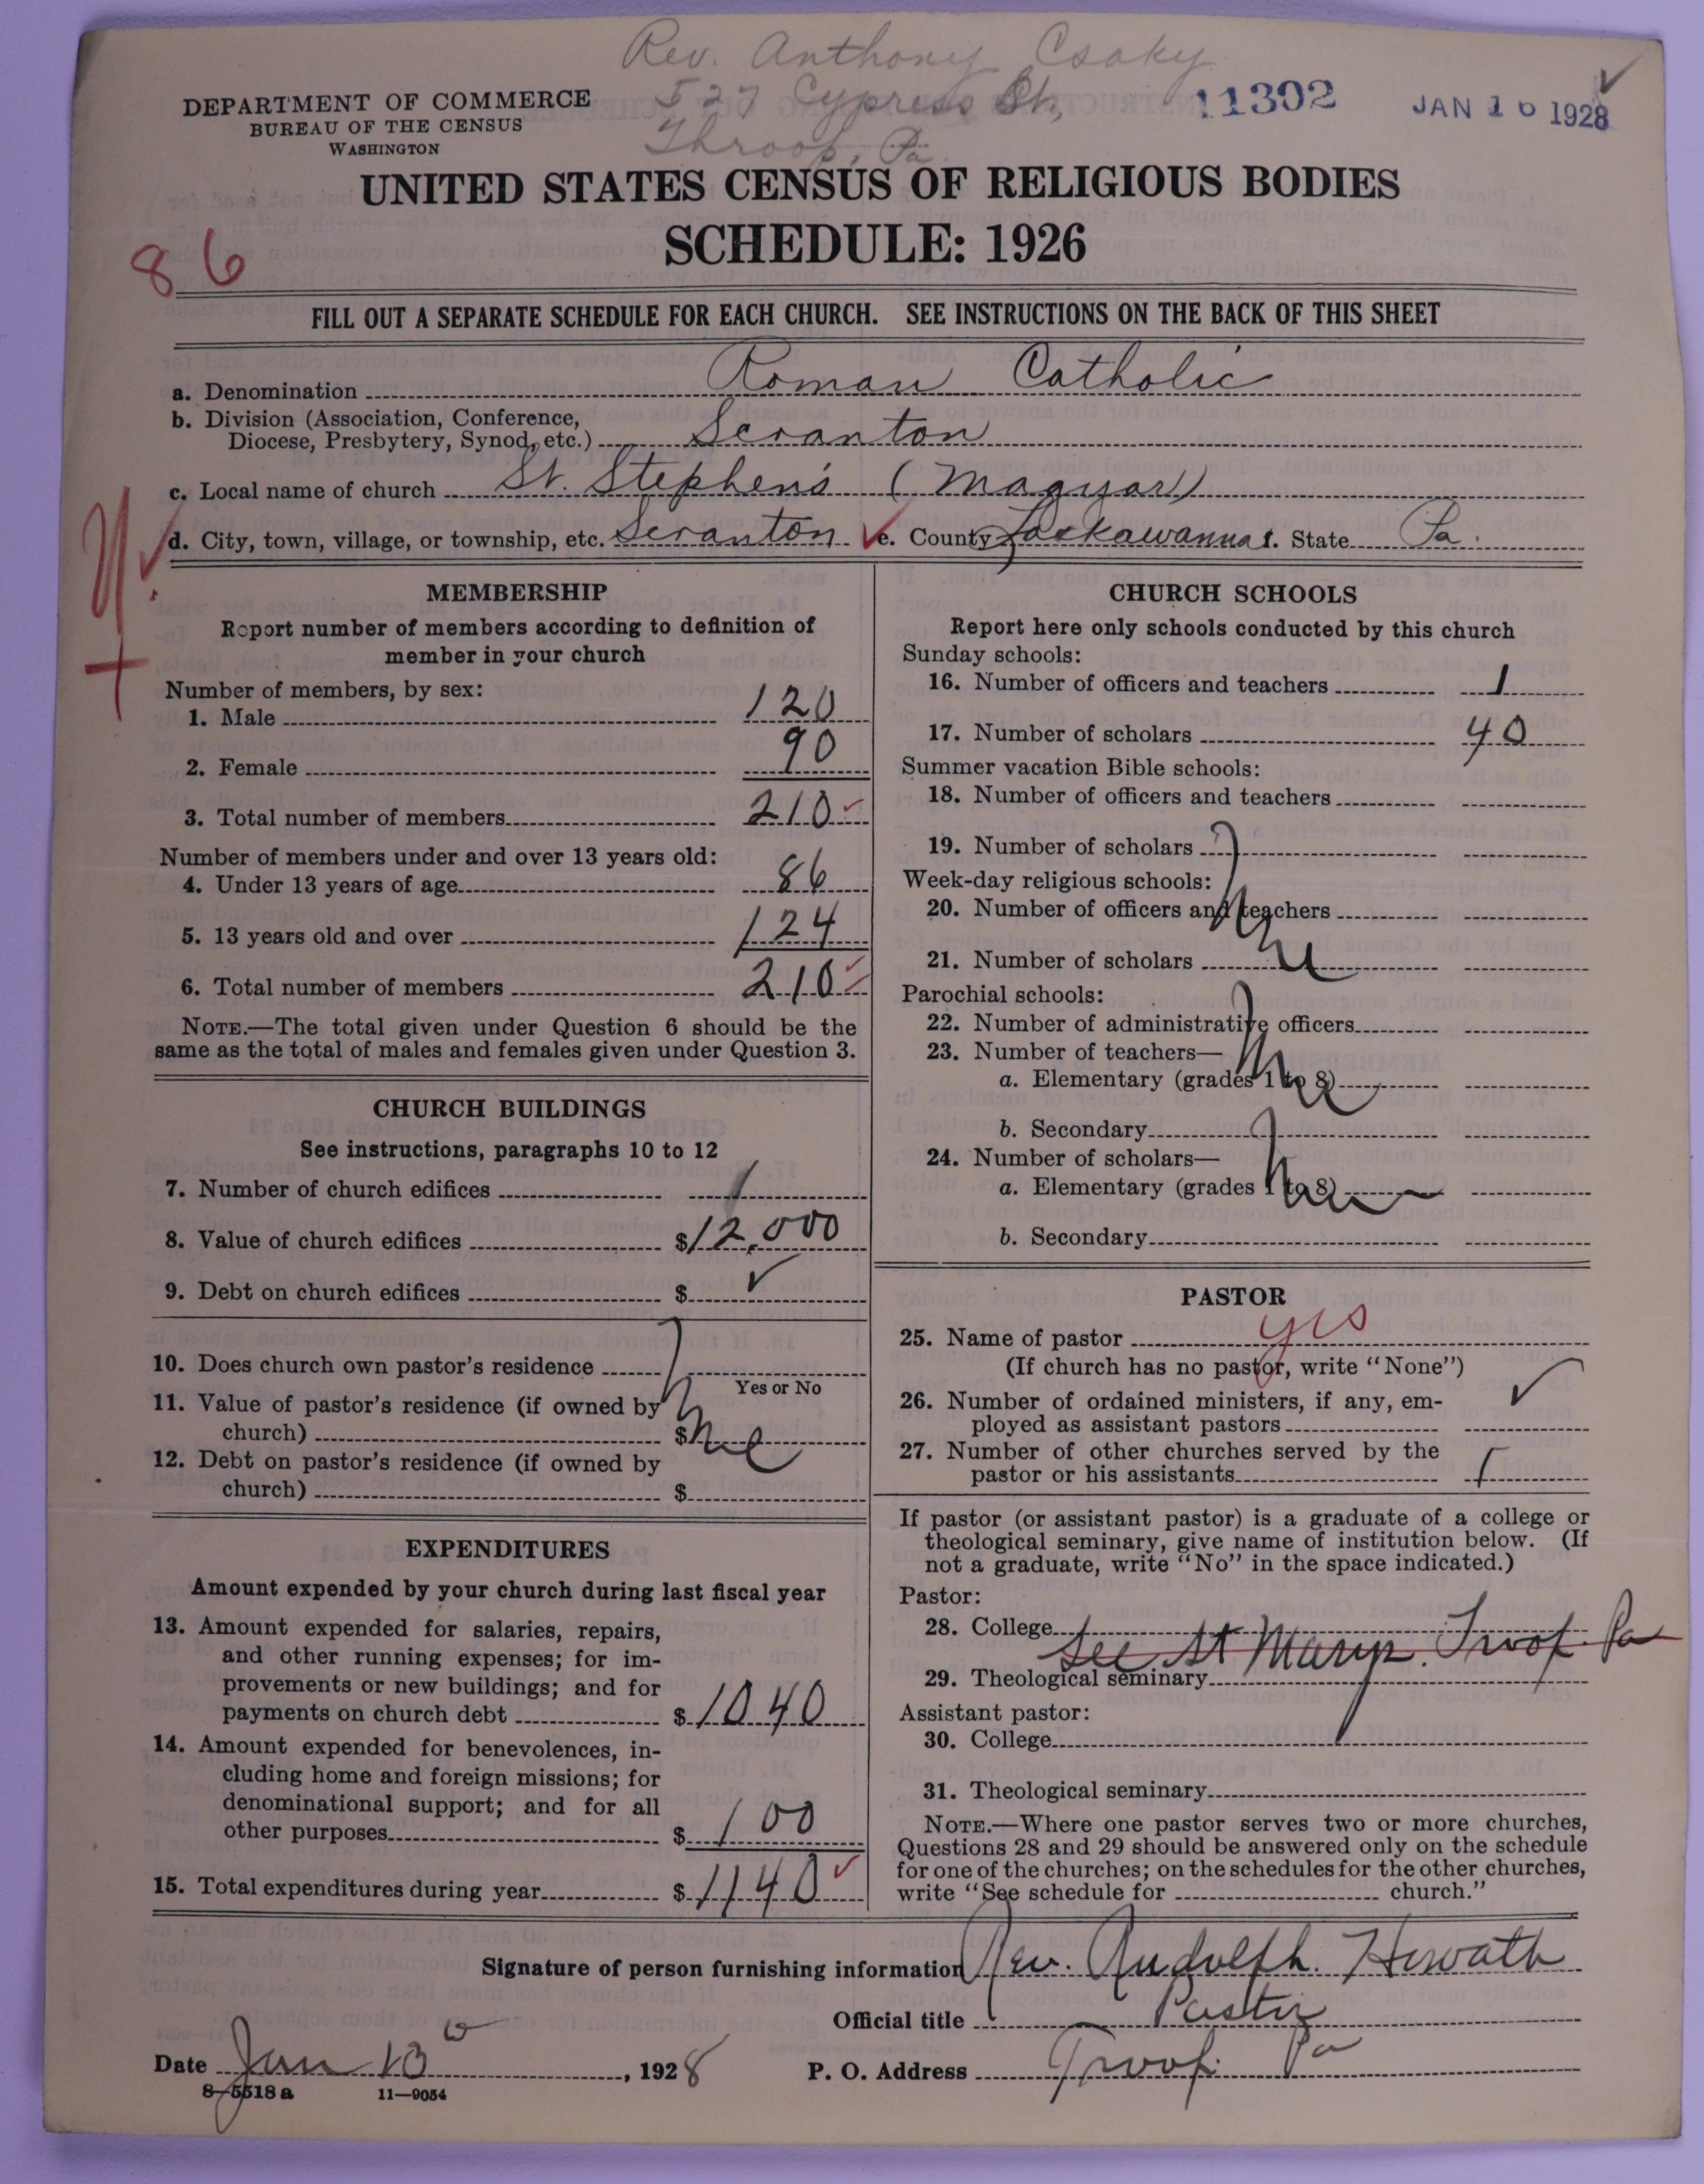 Rev. Anthony Csaky
527 Cypress St,
Throop, Pa
DEPARTMENT OF COMMERCE
BUREAU OF THE CENSUS
WASHINGTON
11302
JAN 16 1928
UNITED STATES CENSUS OF RELIGIOUS BODIES
SCHEDULE: 1926
86
FILL OUT A SEPARATE SCHEDULE FOR EACH CHURCH. SEE INSTRUCTIONS ON THE BACK OF THIS SHEET
a. Denomination Roman Catholic
b. Division (Association, Conference,
Diocese, Presbytery, Synod, etc.) Scranton
c. Local name of church St. Stephens (Magyar)
d. City, town, village, or township, etc. Scranton e. County Lackawanna f. State Pa.
MEMBERSHIP
Report number of members according to definition of
member in your church
Number of members, by sex:
1. Male 120
2. Female 90
3. Total number of members 210
Number of members under and over 13 years old:
4. Under 13 years of age 86
5. 13 years old and over 124
6. Total number of members 210
NOTE.—The total given under Question 6 should be the
same as the total of males and females given under Question 3.
CHURCH BUILDINGS
See instructions, paragraphs 10 to 12
7. Number of church edifices 1
8. Value of church edifices $12,000
9. Debt on church edifices $
10. Does church own pastor's residence
Yes or No
11. Value of pastor's residence (if owned by
church) $
12. Debt on pastor's residence (if owned by
church) $
EXPENDITURES
Amount expended by your church during last fiscal year
13. Amount expended for salaries, repairs,
and other running expenses; for im-
provements or new buildings; and for
payments on church debt $1040
14. Amount expended for benevolences, in-
cluding home and foreign missions; for
denominational support; and for all
other purposes $100
15. Total expenditures during year $1140
CHURCH SCHOOLS
Report here only schools conducted by this church
Sunday schools:
16. Number of officers and teachers 1
17. Number of scholars 40
Summer vacation Bible schools:
18. Number of officers and teachers
19. Number of scholars
Week-day religious schools:
20. Number of officers and teachers
21. Number of scholars
Parochial schools:
22. Number of administrative officers
23. Number of teachers—
a. Elementary (grades 1 to 8)
b. Secondary
24. Number of scholars—
a. Elementary (grades 1 to 8)
b. Secondary
PASTOR
25. Name of pastor yes
(If church has no pastor, write "None")
26. Number of ordained ministers, if any, em-
ployed as assistant pastors
27. Number of other churches served by the
pastor or his assistants 1
If pastor (or assistant pastor) is a graduate of a college or
theological seminary, give name of institution below. (If
not a graduate, write "No" in the space indicated.)
Pastor:
28. College
See St Marys. Troop. Pa
29. Theological seminary
Assistant pastor:
30. College
31. Theological seminary
NOTE.—Where one pastor serves two or more churches,
Questions 28 and 29 should be answered only on the schedule
for one of the churches; on the schedules for the other churches,
write "See schedule for church."
Signature of person furnishing information Rev. Rudolph. Horvath
Official title Pastor
Date Jan 13, 1928 P. O. Address Troop. Pa
8-5518 a 11—9054